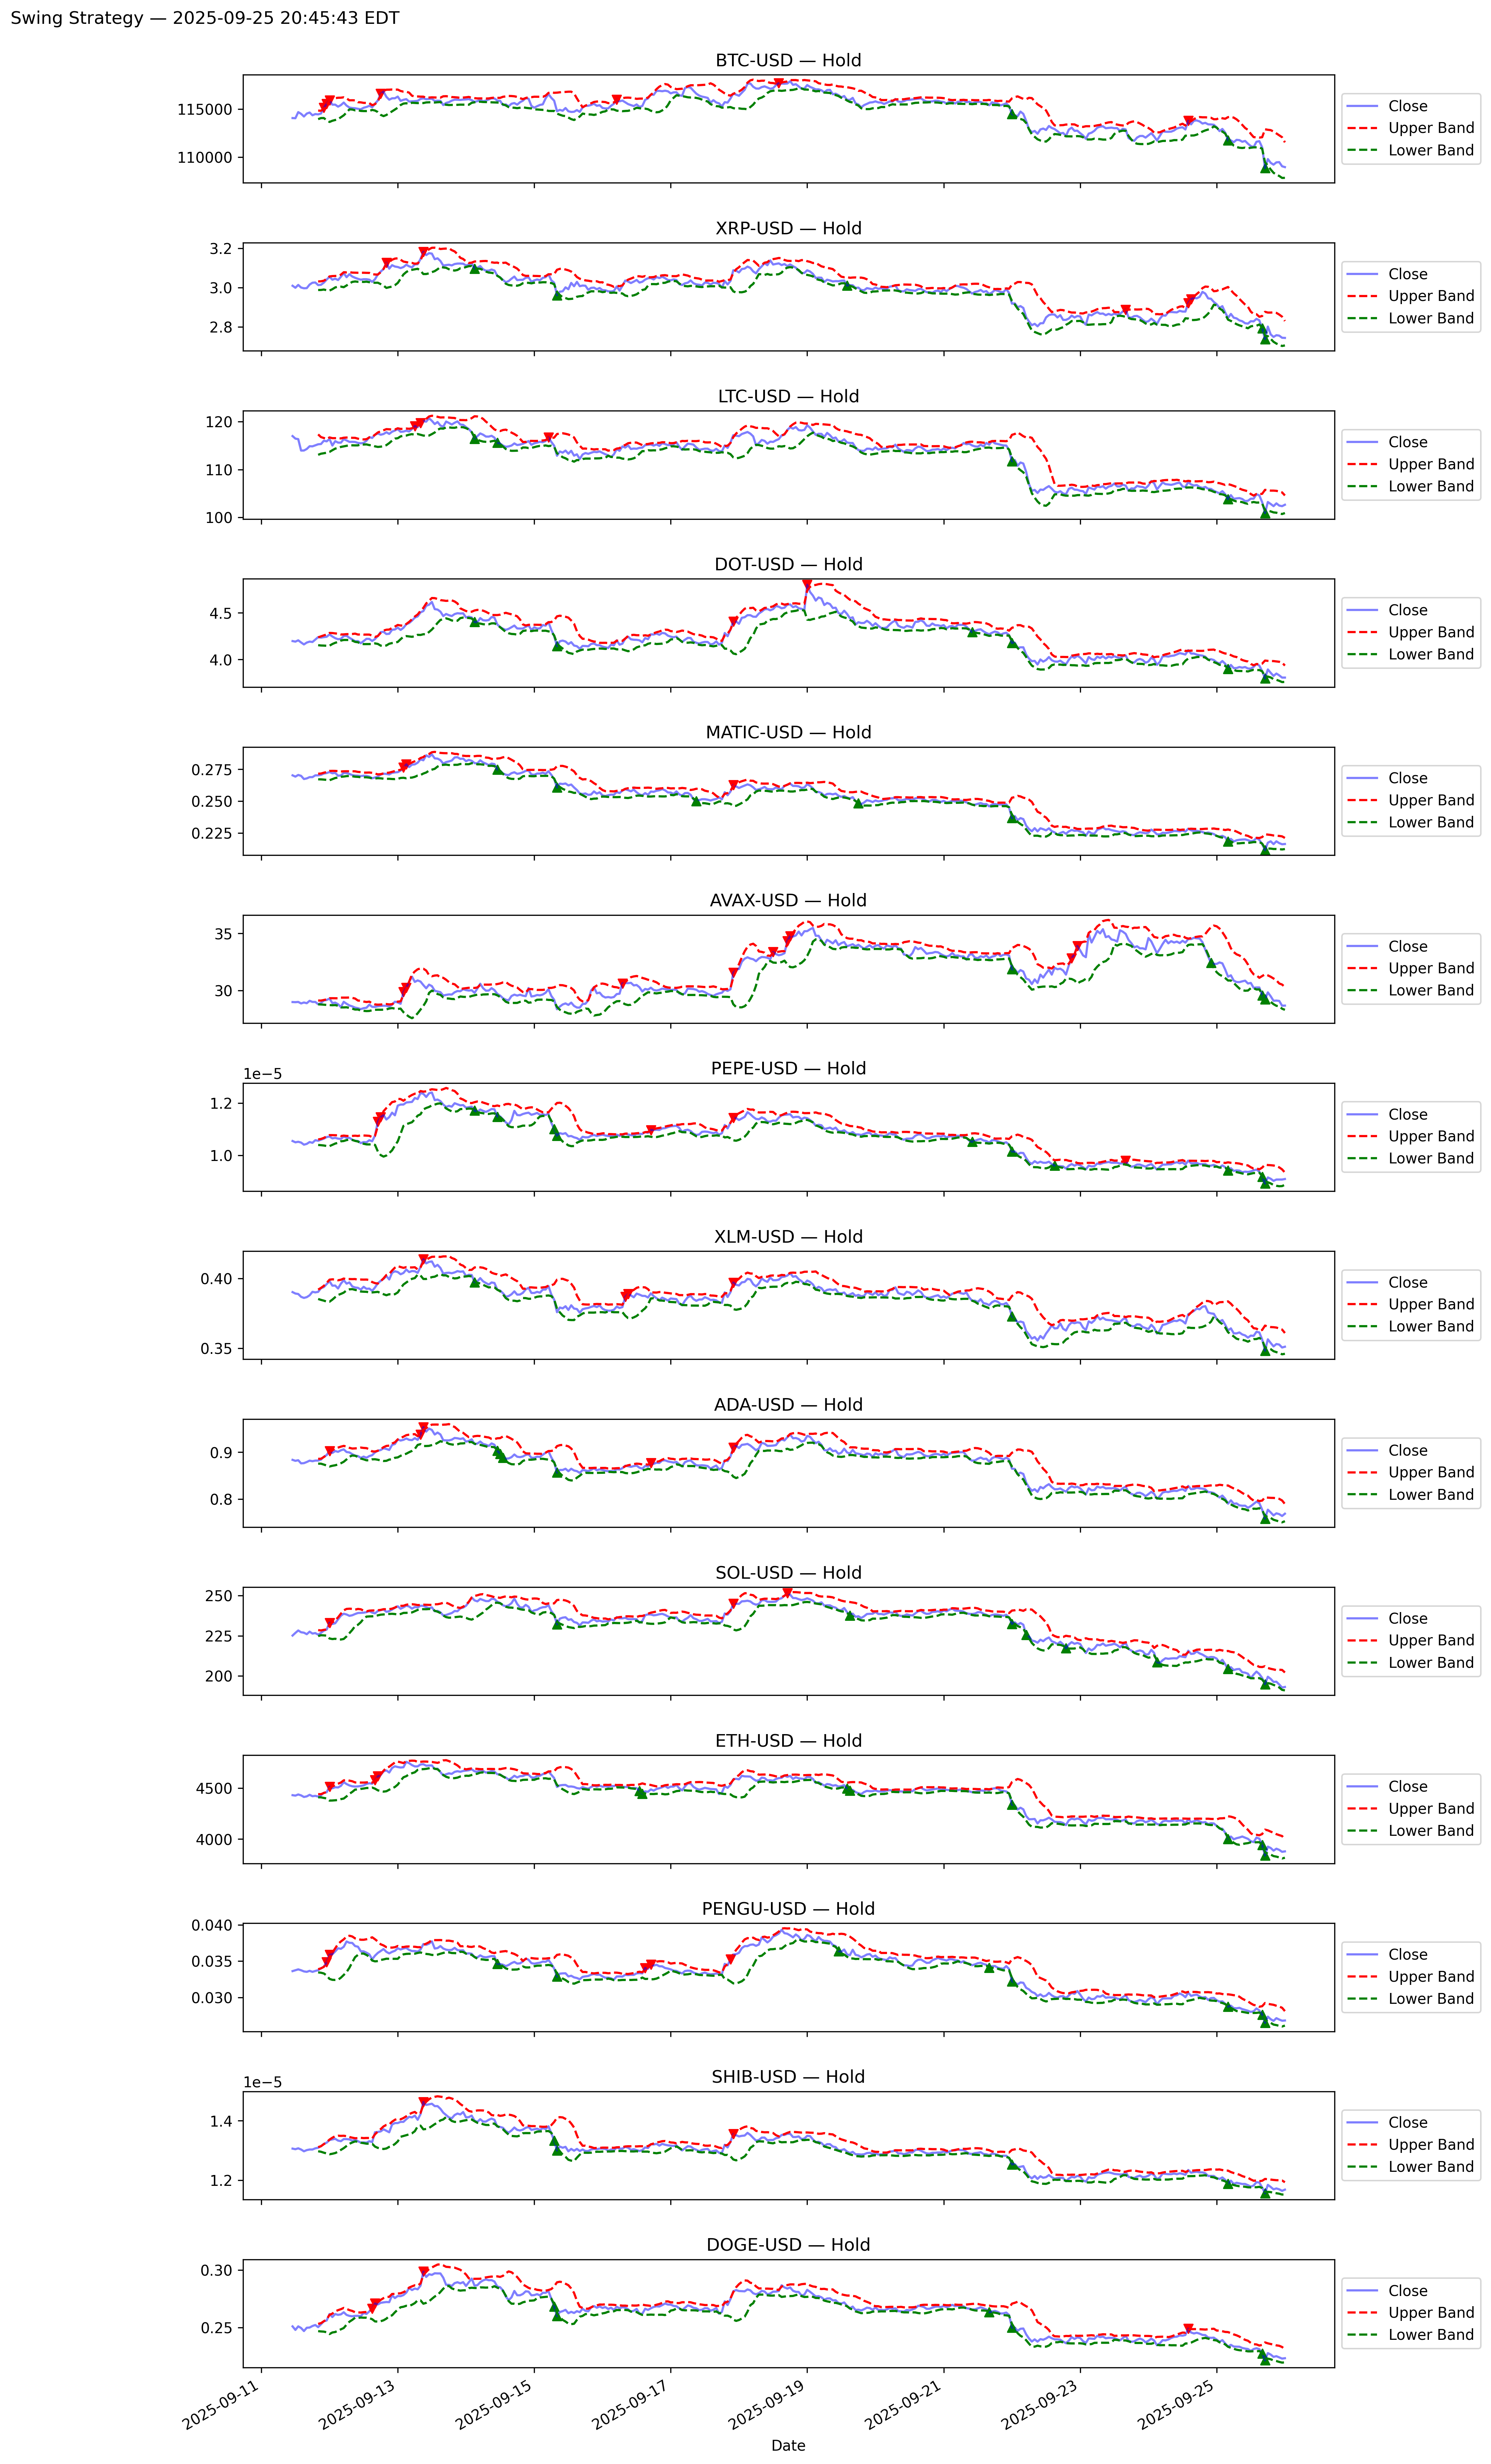 Swing Strategy — 2025-09-25 20:45:43 EDT
BTC-USD — Hold
115000
110000
Close
Upper Band
Lower Band
XRP-USD — Hold
3.2
3.0
2.8
Close
Upper Band
Lower Band
LTC-USD — Hold
120
110
100
Close
Upper Band
Lower Band
DOT-USD — Hold
4.5
4.0
Close
Upper Band
Lower Band
MATIC-USD — Hold
0.275
0.250
0.225
Close
Upper Band
Lower Band
AVAX-USD — Hold
35
30
Close
Upper Band
Lower Band
PEPE-USD — Hold
1e−5
1.2
1.0
Close
Upper Band
Lower Band
XLM-USD — Hold
0.40
0.35
Close
Upper Band
Lower Band
ADA-USD — Hold
0.9
0.8
Close
Upper Band
Lower Band
SOL-USD — Hold
250
225
200
Close
Upper Band
Lower Band
ETH-USD — Hold
4500
4000
Close
Upper Band
Lower Band
PENGU-USD — Hold
0.040
0.035
0.030
Close
Upper Band
Lower Band
SHIB-USD — Hold
1e−5
1.4
1.2
Close
Upper Band
Lower Band
DOGE-USD — Hold
0.30
0.25
Close
Upper Band
Lower Band
2025-09-11
2025-09-13
2025-09-15
2025-09-17
2025-09-19
2025-09-21
2025-09-23
2025-09-25
Date